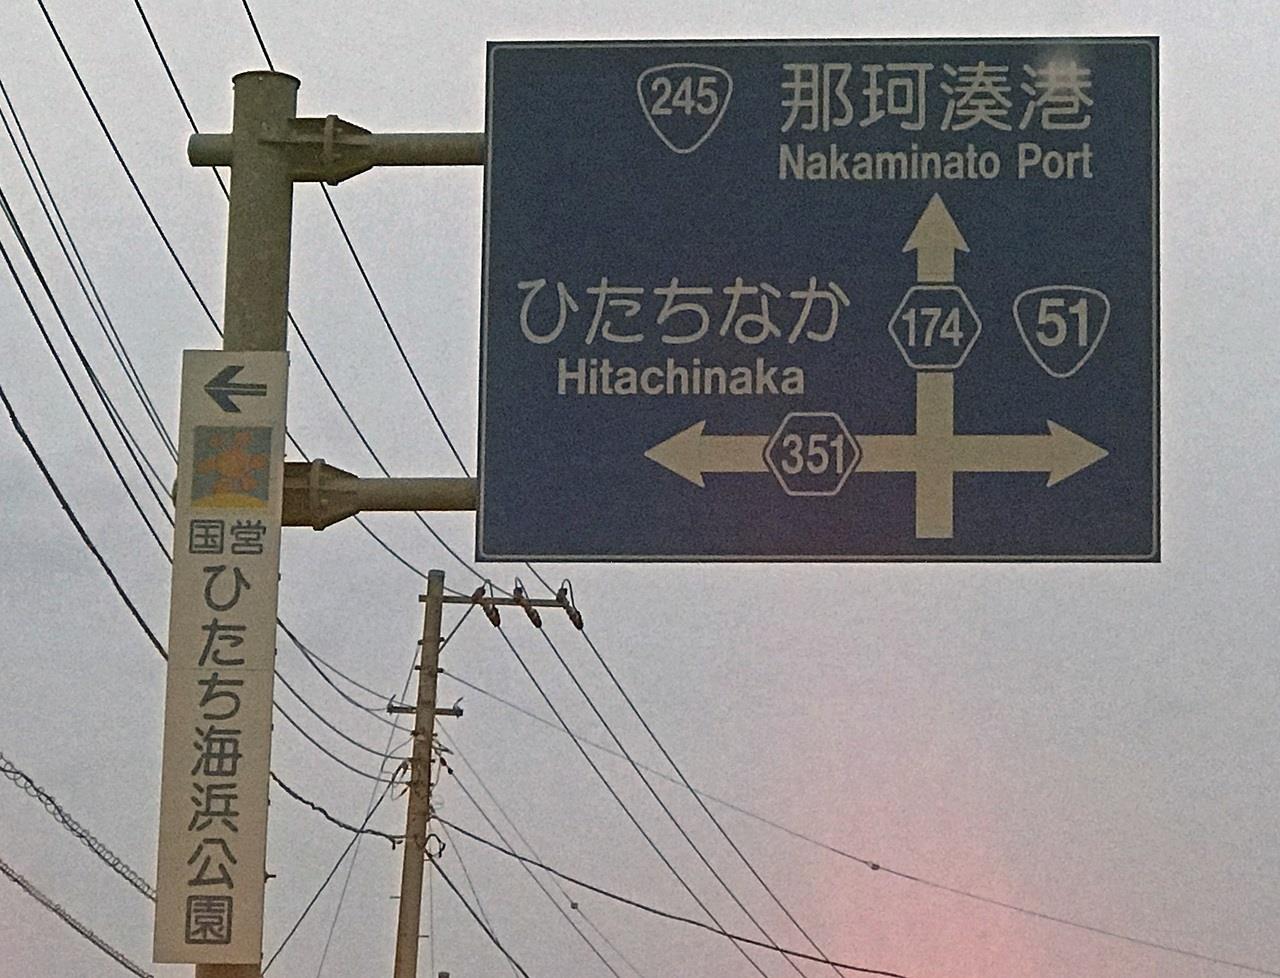 245 那珂湊港
Nakaminato Port
ひたちなか
Hitachinaka
174
51
351
国営
ひたち海浜公園